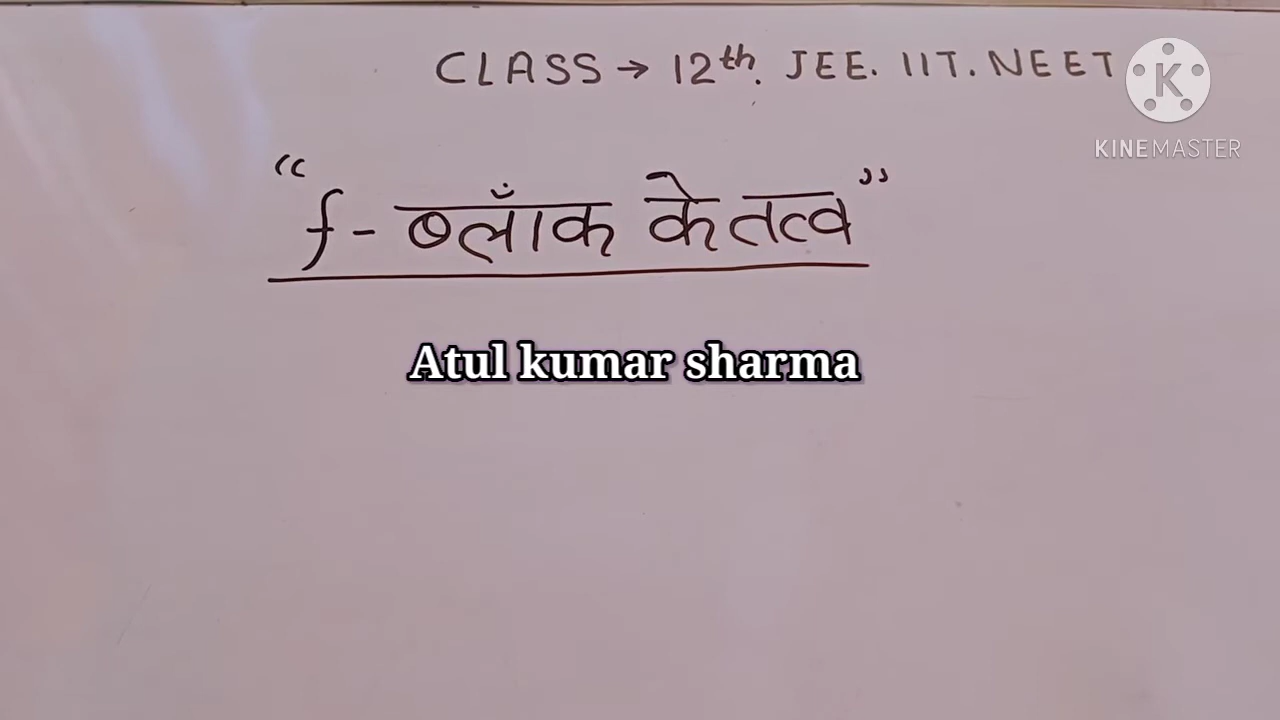 CLASS → 12th. JEE. IIT. NEET
KINEMASTER
“f - ब्लॉक के तत्व”
Atul kumar sharma